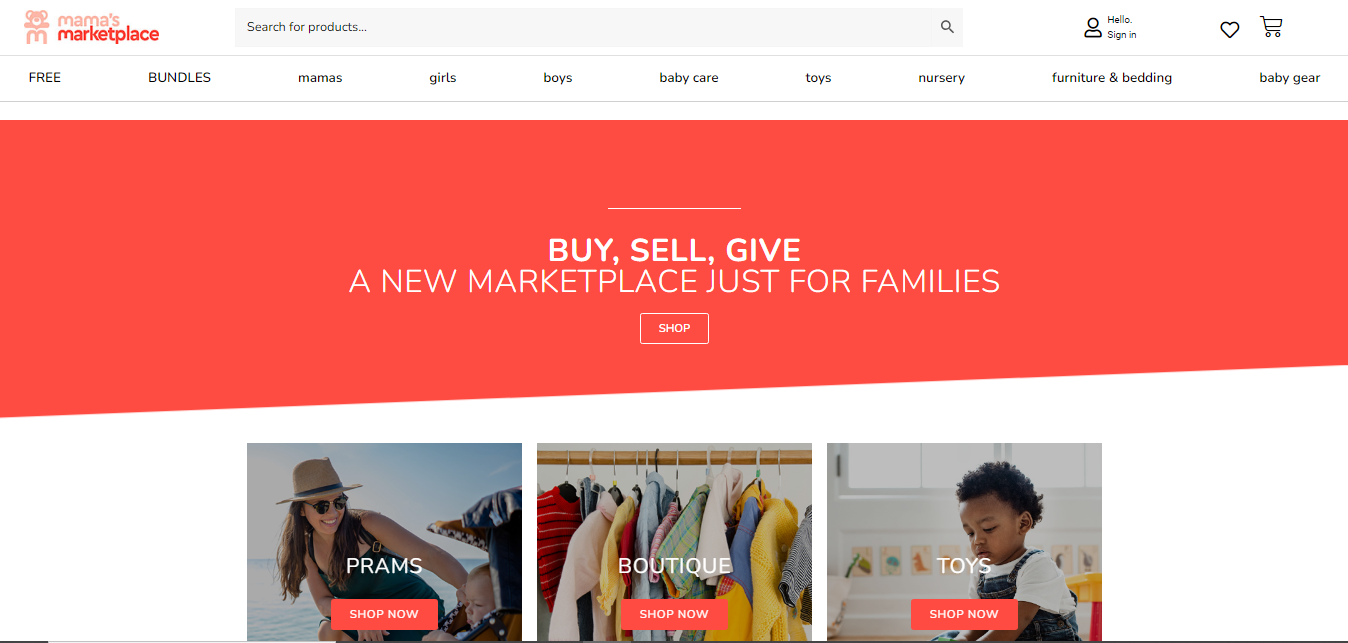 mama's
marketplace
Search for products...
Hello.
Sign in
FREE BUNDLES mamas girls boys baby care toys nursery furniture & bedding baby gear
BUY, SELL, GIVE
A NEW MARKETPLACE JUST FOR FAMILIES
SHOP
PRAMS BOUTIQUE TOYS
SHOP NOW SHOP NOW SHOP NOW